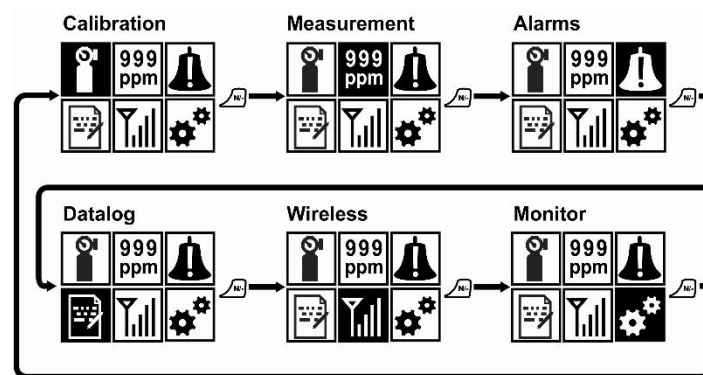 Calibration Measurement Alarms
999 999 999
ppm ppm ppm
N/- N/- N/-
Datalog Wireless Monitor
999 999 999
ppm ppm ppm
N/- N/- N/-